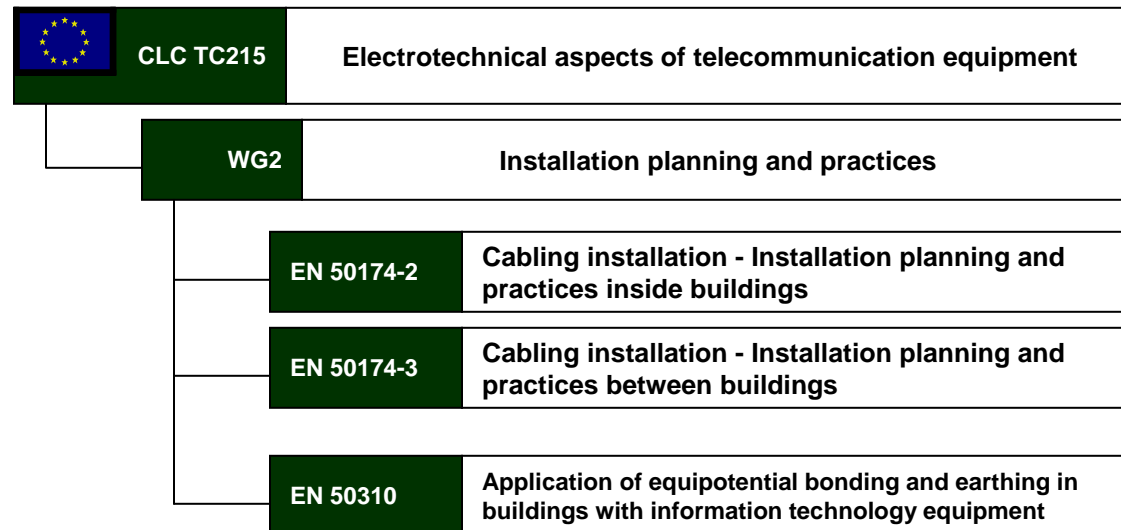 CLC TC215
Electrotechnical aspects of telecommunication equipment
WG2
Installation planning and practices
EN 50174-2
Cabling installation - Installation planning and
practices inside buildings
EN 50174-3
Cabling installation - Installation planning and
practices between buildings
EN 50310
Application of equipotential bonding and earthing in
buildings with information technology equipment